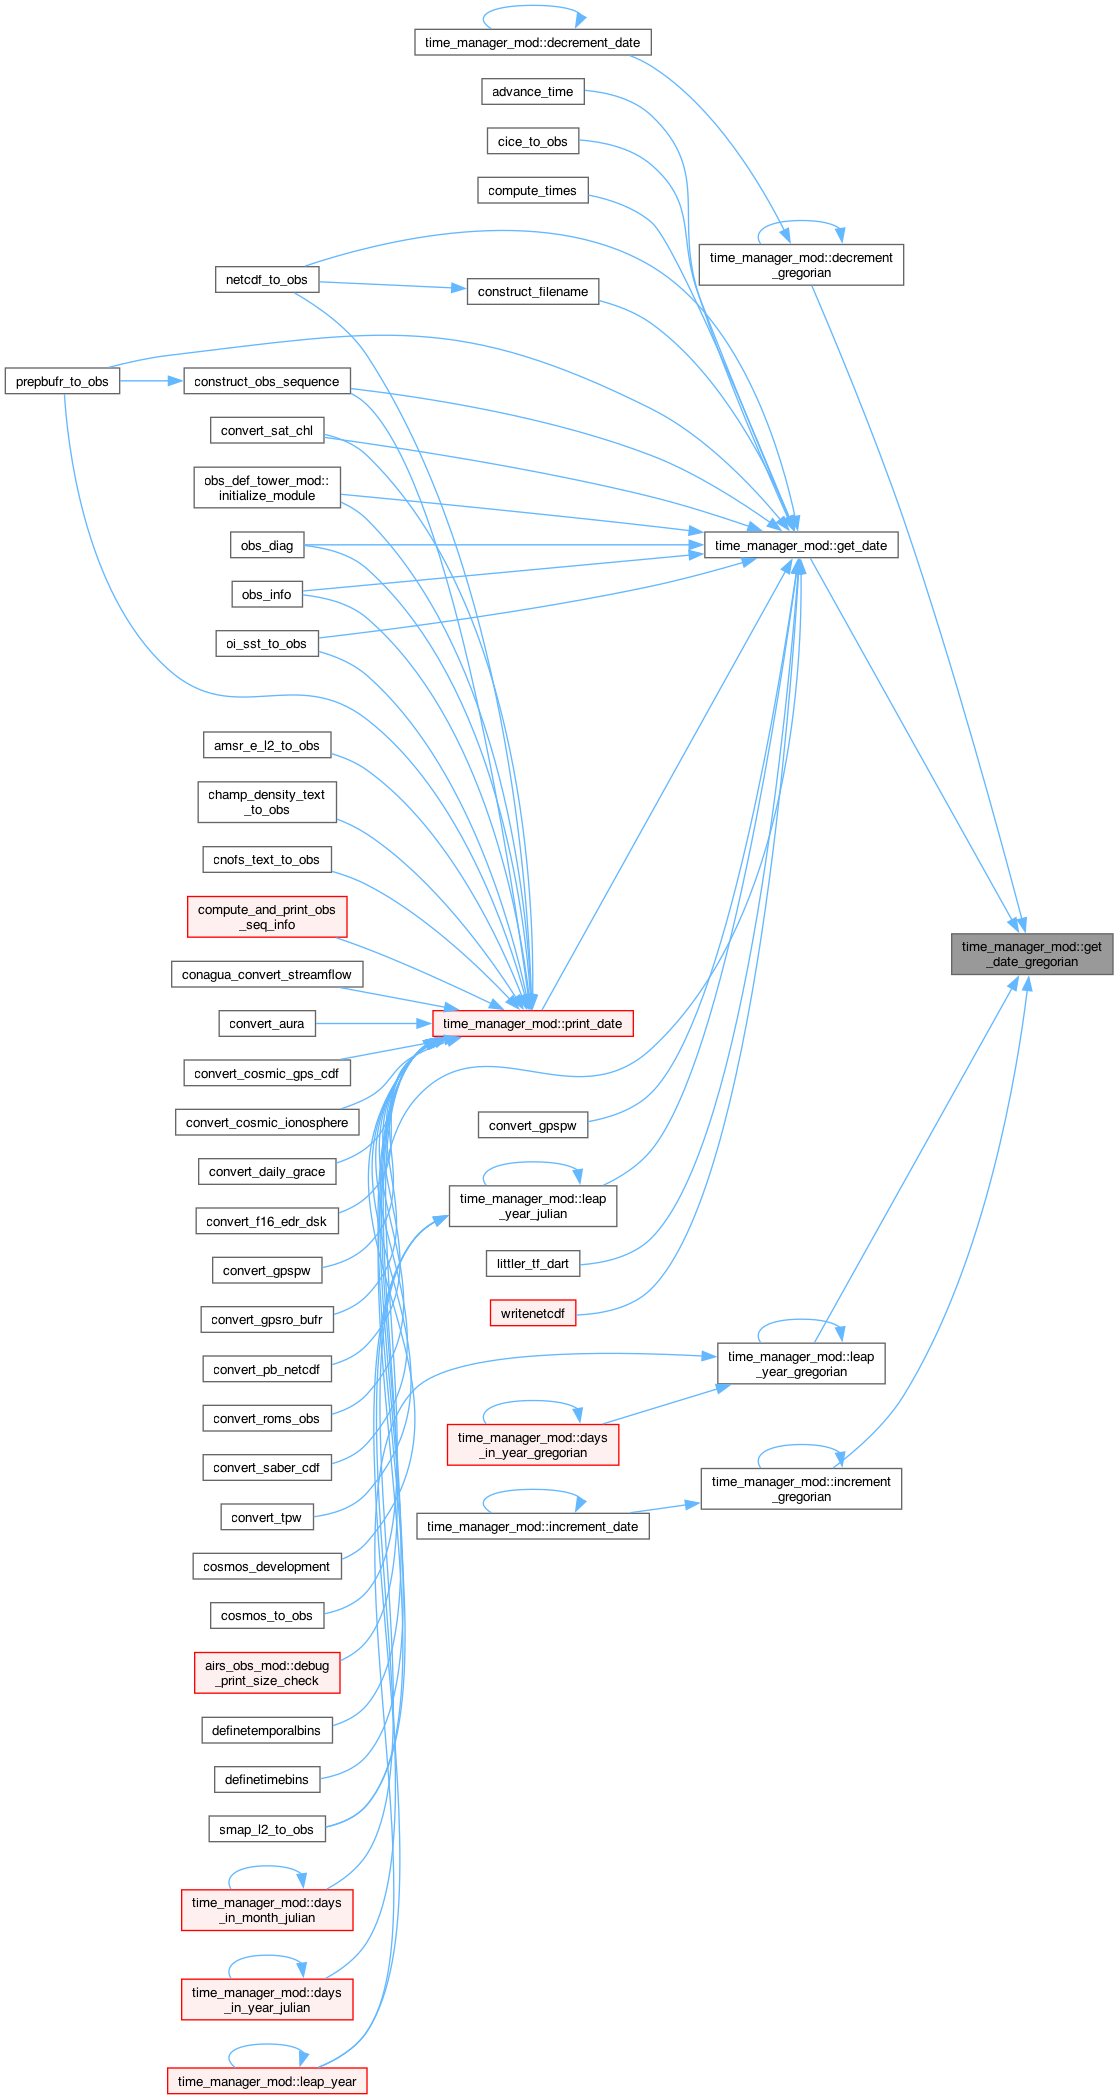 time_manager_mod::decrement_date
advance_time
cice_to_obs
compute_times
time_manager_mod::decrement
_gregorian
netcdf_to_obs
construct_filename
prepbufr_to_obs
construct_obs_sequence
convert_sat_chl
obs_def_tower_mod::
initialize_module
obs_diag
time_manager_mod::get_date
obs_info
oi_sst_to_obs
amsr_e_l2_to_obs
champ_density_text
_to_obs
cnofs_text_to_obs
compute_and_print_obs
_seq_info
time_manager_mod::get
_date_gregorian
conagua_convert_streamflow
convert_aura
time_manager_mod::print_date
convert_cosmic_gps_cdf
convert_cosmic_ionosphere
convert_gpspw
convert_daily_grace
time_manager_mod::leap
_year_julian
convert_f16_edr_dsk
convert_gpspw
littler_tf_dart
convert_gpsro_bufr
writenetcdf
convert_pb_netcdf
time_manager_mod::leap
_year_gregorian
convert_roms_obs
time_manager_mod::days
_in_year_gregorian
convert_saber_cdf
time_manager_mod::increment
_gregorian
convert_tpw
time_manager_mod::increment_date
cosmos_development
cosmos_to_obs
airs_obs_mod::debug
_print_size_check
definetemporalbins
definetimebins
smap_l2_to_obs
time_manager_mod::days
_in_month_julian
time_manager_mod::days
_in_year_julian
time_manager_mod::leap_year